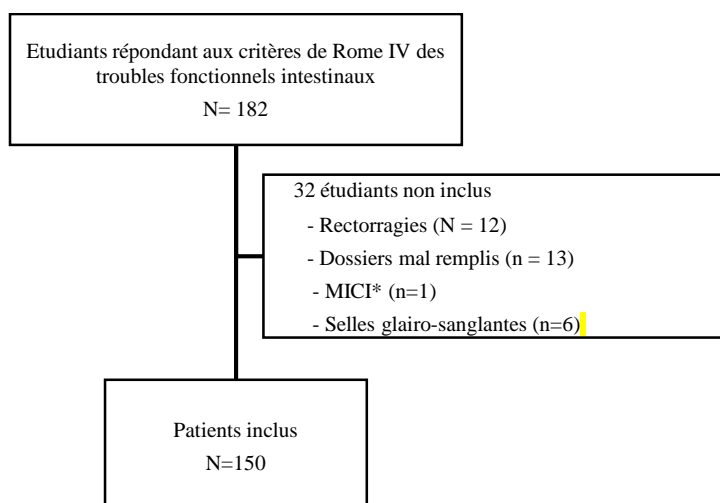 Etudiants répondant aux critères de Rome IV des
troubles fonctionnels intestinaux
N= 182
32 étudiants non inclus
- Rectorragies (N = 12)
- Dossiers mal remplis (n = 13)
- MICI* (n=1)
- Selles glairo-sanglantes (n=6)
Patients inclus
N=150